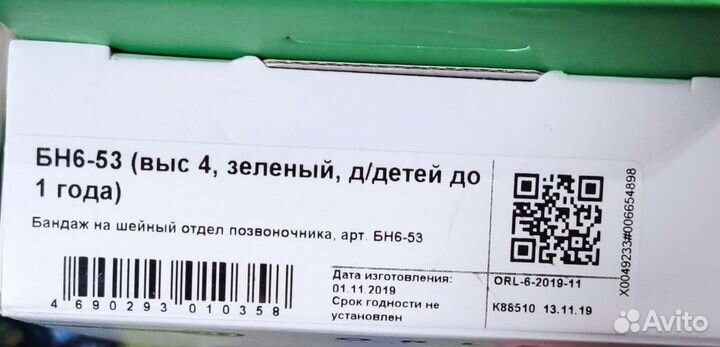 БН6-53 (выс 4, зеленый, д/детей до
1 года)
Бандаж на шейный отдел позвоночника, арт. БН6-53
4 690293 010358
Дата изготовления:
01.11.2019
Срок годности не
установлен
ORL-6-2019-11
K88510 13.11.19
X0049233#006654898
Avito